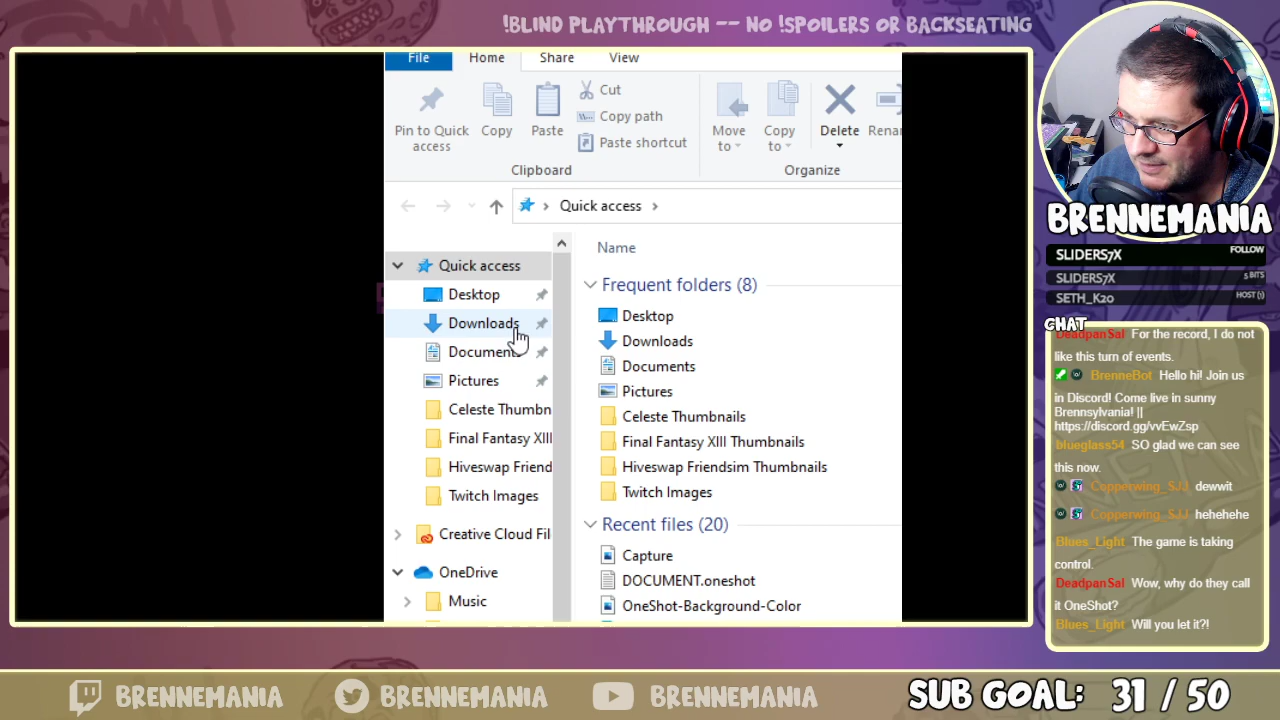 !BLIND PLAYTHROUGH -- NO !SPOILERS OR BACKSEATING
File Home Share View
Pin to Quick access
Copy
Paste
Cut
Copy path
Paste shortcut
Clipboard
Move to
Copy to
Delete
Renan
Organize
Quick access
Name
Quick access
Desktop
Downloads
Documents
Pictures
Celeste Thumbn
Final Fantasy XIII
Hiveswap Friend
Twitch Images
Creative Cloud Fil
OneDrive
Music
Frequent folders (8)
Desktop
Downloads
Documents
Pictures
Celeste Thumbnails
Final Fantasy XIII Thumbnails
Hiveswap Friendsim Thumbnails
Twitch Images
Recent files (20)
Capture
DOCUMENT.oneshot
OneShot-Background-Color
BRENNEMANIA
SLIDERS7X FOLLOW
SLIDERS7X 5 BITS
SETH_K20 HOST (1)
CHAT
DeadpanSal For the record, I do not
like this turn of events.
BrenneBot Hello hi! Join us
in Discord! Come live in sunny
Brennsylvania! ||
https://discord.gg/vvEwZsp
blueglass54 SO glad we can see
this now.
Copperwing_SJJ dewwit
Copperwing_SJJ hehehehe
Blues_Light The game is taking
control.
DeadpanSal Wow, why do they call
it OneShot?
Blues_Light Will you let it?!
BRENNEMANIA BRENNEMANIA BRENNEMANIA
SUB GOAL: 31 / 50